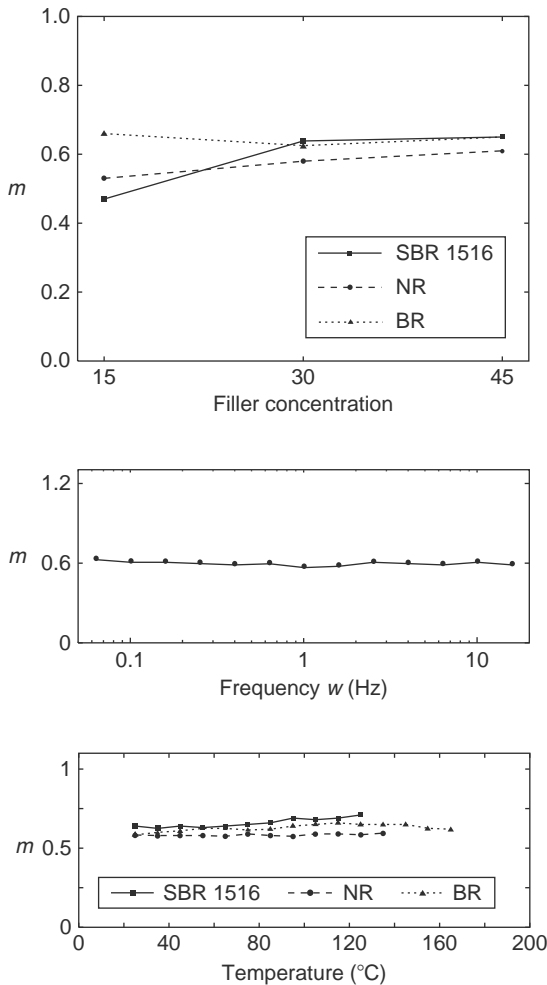 1.0
0.8
0.6
m
0.4
0.2
0.0
SBR 1516
NR
BR
15 30 45
Filler concentration
1.2
m 0.6
0
0.1 1 10
Frequency w (Hz)
1
m 0.5
0
SBR 1516 NR BR
0 40 80 120 160 200
Temperature (°C)